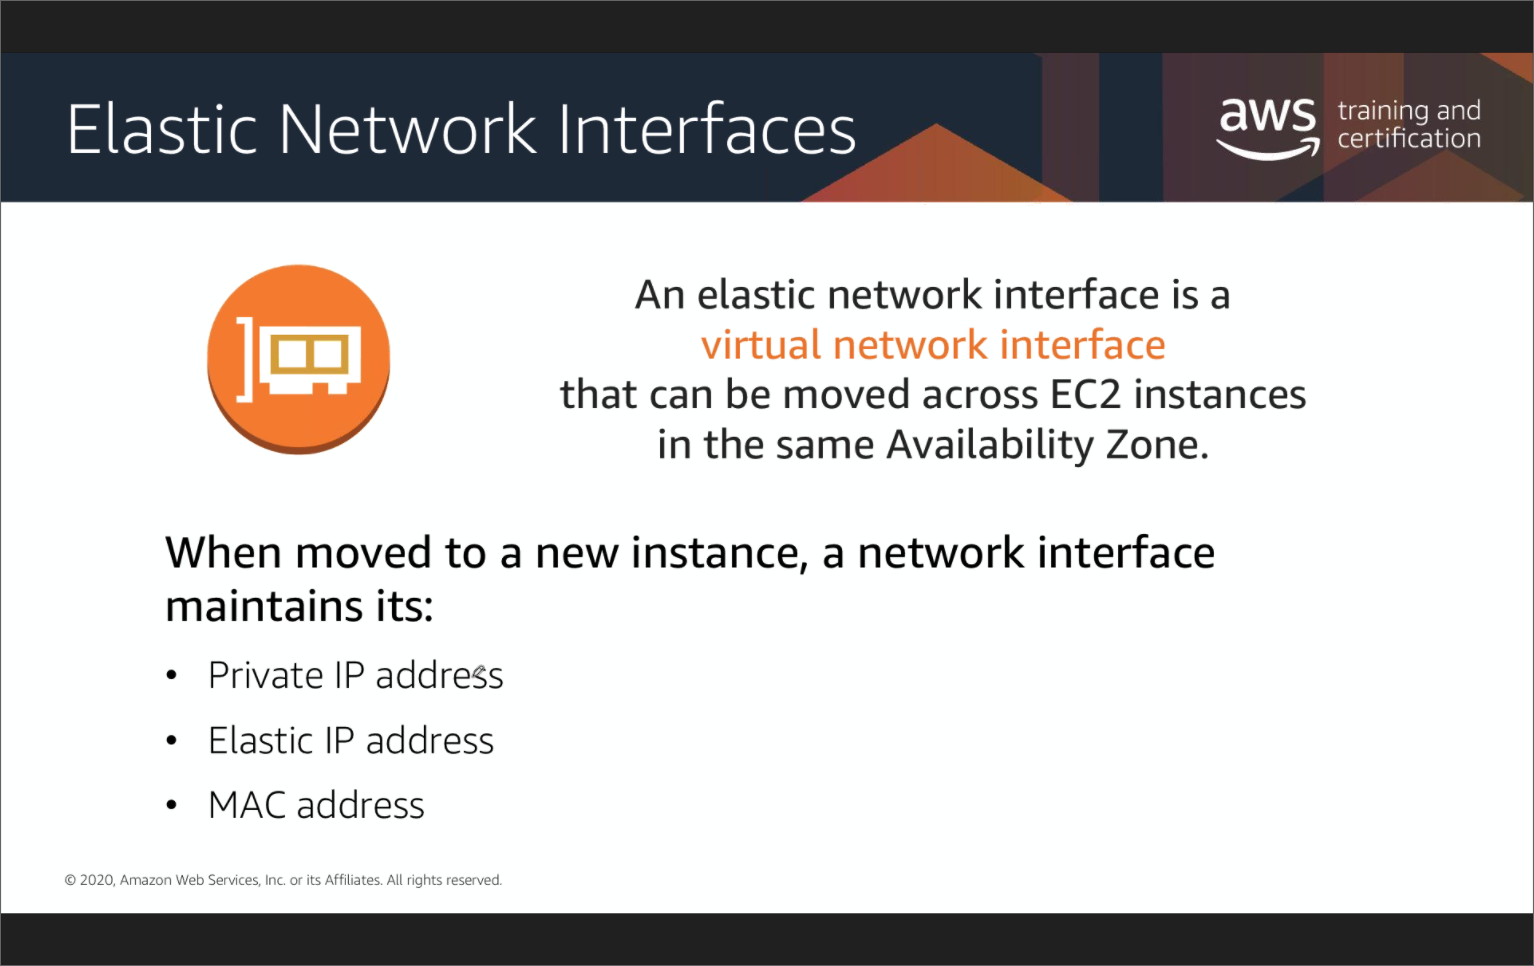 Elastic Network Interfaces
aws training and
certification
An elastic network interface is a
virtual network interface
that can be moved across EC2 instances
in the same Availability Zone.
When moved to a new instance, a network interface
maintains its:
• Private IP address
• Elastic IP address
• MAC address
© 2020, Amazon Web Services, Inc. or its Affiliates. All rights reserved.